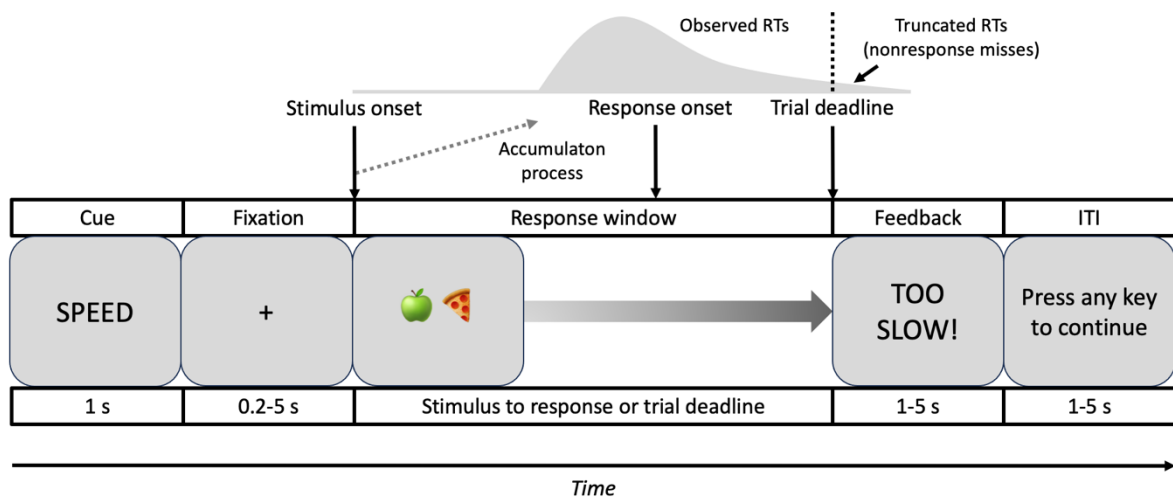 Observed RTs
Truncated RTs
(nonresponse misses)
Stimulus onset
Response onset
Trial deadline
Accumulaton
process
Cue
Fixation
Response window
Feedback
ITI
SPEED
+
TOO
SLOW!
Press any key
to continue
1 s
0.2-5 s
Stimulus to response or trial deadline
1-5 s
1-5 s
Time